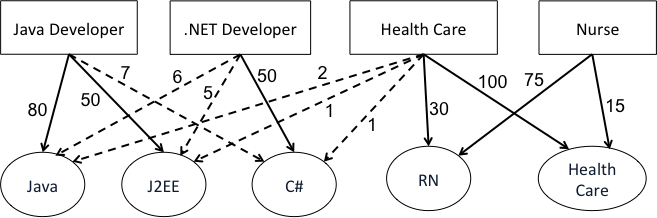 Java Developer
.NET Developer
Health Care
Nurse
7
6
50
2
100
75
80
50
5
1
1
30
15
Java
J2EE
C#
RN
Health
Care